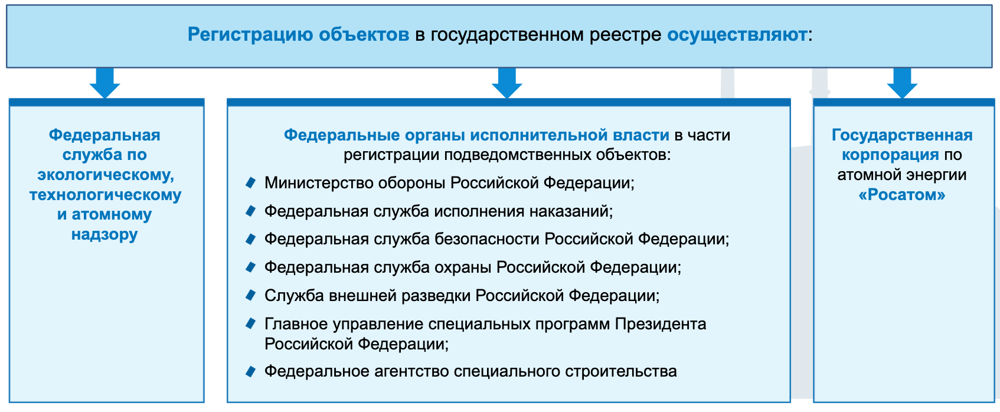 Регистрацию объектов в государственном реестре осуществляют:
Федеральная
служба по
экологическому,
технологическому
и атомному
надзору
Федеральные органы исполнительной власти в части
регистрации подведомственных объектов:
Министерство обороны Российской Федерации;
Федеральная служба исполнения наказаний;
Федеральная служба безопасности Российской Федерации;
Федеральная служба охраны Российской Федерации;
Служба внешней разведки Российской Федерации;
Главное управление специальных программ Президента
Российской Федерации;
Федеральное агентство специального строительства
Государственная
корпорация по
атомной энергии
«Росатом»